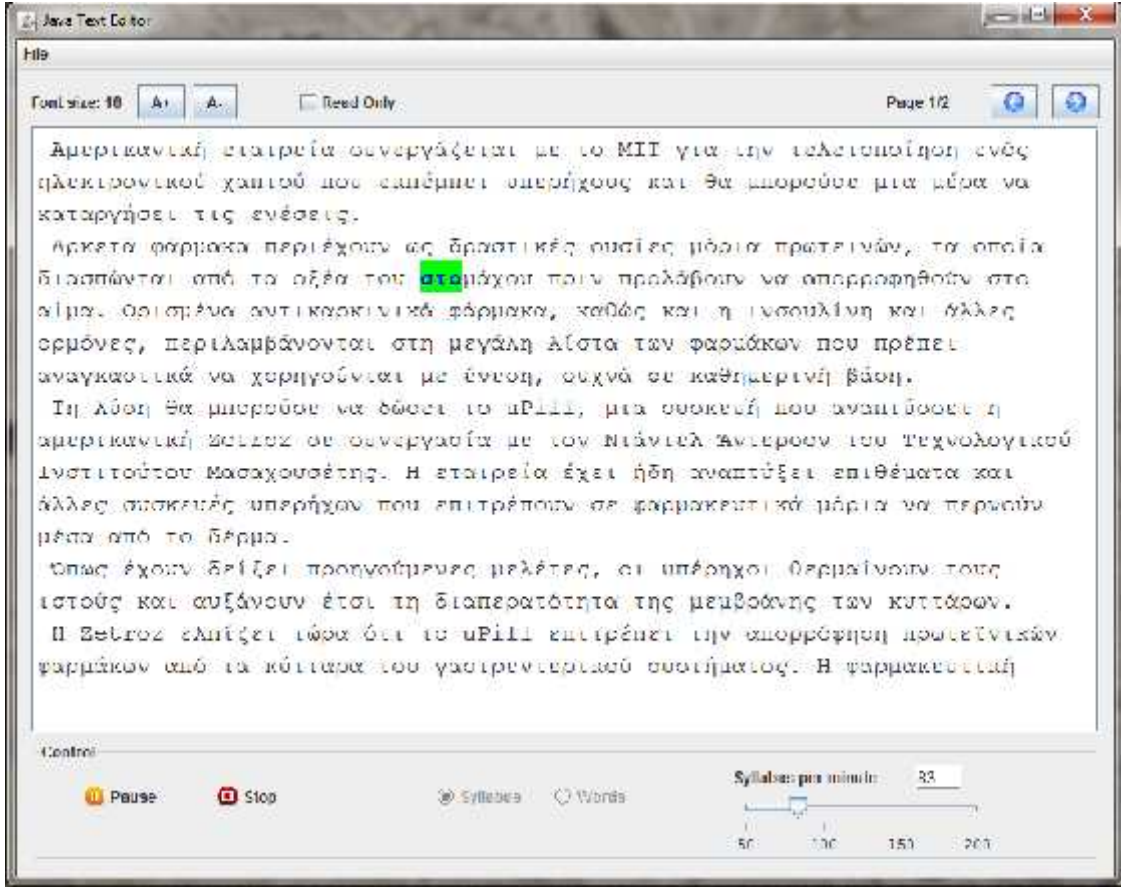 Java Text Editor
File
Font size: 18 A+ A- Read Only Page 1/2
Αμερικανική εταιρεία συνεργάζεται με το MIT για την τελειοποίηση ενός
ηλεκτρονικού χαπιού που εκπέμπει υπερήχους και θα μπορούσε μια μέρα να
καταργήσει τις ενέσεις.
Αρκετά φάρμακα περιέχουν ως δραστικές ουσίες μόρια πρωτεινών, τα οποία
διασπώνται από τα οξέα του στομάχου πριν προλάβουν να απορροφηθούν στο
αίμα. Ορισμένα αντικαρκινικά φάρμακα, καθώς και η ινσουλίνη και άλλες
ορμόνες, περιλαμβάνονται στη μεγάλη λίστα των φαρμάκων που πρέπει
αναγκαστικά να χορηγούνται με ένεση, συχνά σε καθημερινή βάση.
Τη λύση θα μπορούσε να δώσει το uPill, μια συσκευή που αναπτύσσει η
αμερικανική Zetroz σε συνεργασία με τον Ντάνιελ Άντερσον του Τεχνολογικού
Ινστιτούτου Μασαχουσέτης. Η εταιρεία έχει ήδη αναπτύξει επιθέματα και
άλλες συσκευές υπερήχων που επιτρέπουν σε φαρμακευτικά μόρια να περνούν
μέσα από το δέρμα.
Όπως έχουν δείξει προηγούμενες μελέτες, οι υπέρηχοι θερμαίνουν τους
ιστούς και αυξάνουν έτσι τη διαπερατότητα της μεμβράνης των κυττάρων.
Η Zetroz ελπίζει τώρα ότι το uPill επιτρέπει την απορρόφηση πρωτεϊνικών
φαρμάκων από τα κύτταρα του γαστρεντερικού συστήματος. Η φαρμακευτική
Control
Pause Stop Syllabes Words Syllabes per minute 83
50 100 150 200